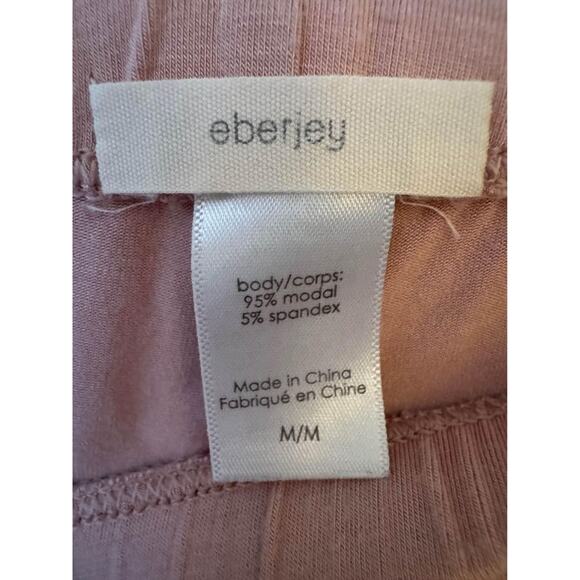 eberjey
body/corps:
95% modal
5% spandex
Made in China
Fabriqué en Chine
M/M